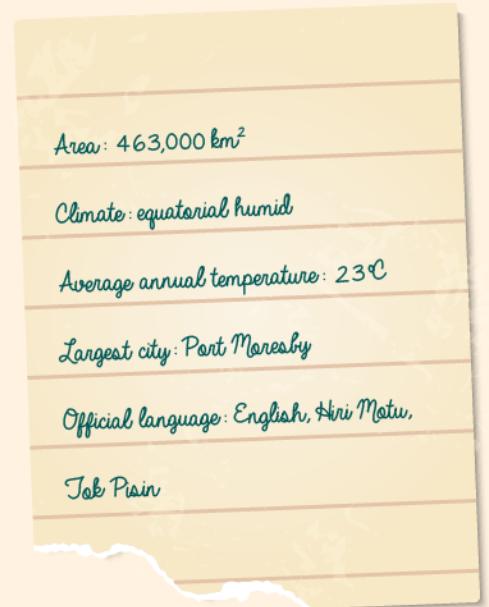 Area: 463,000 km²
Climate: equatorial humid
Average annual temperature: 23°C
Largest city: Port Moresby
Official language: English, Hiri Motu,
Tok Pisin